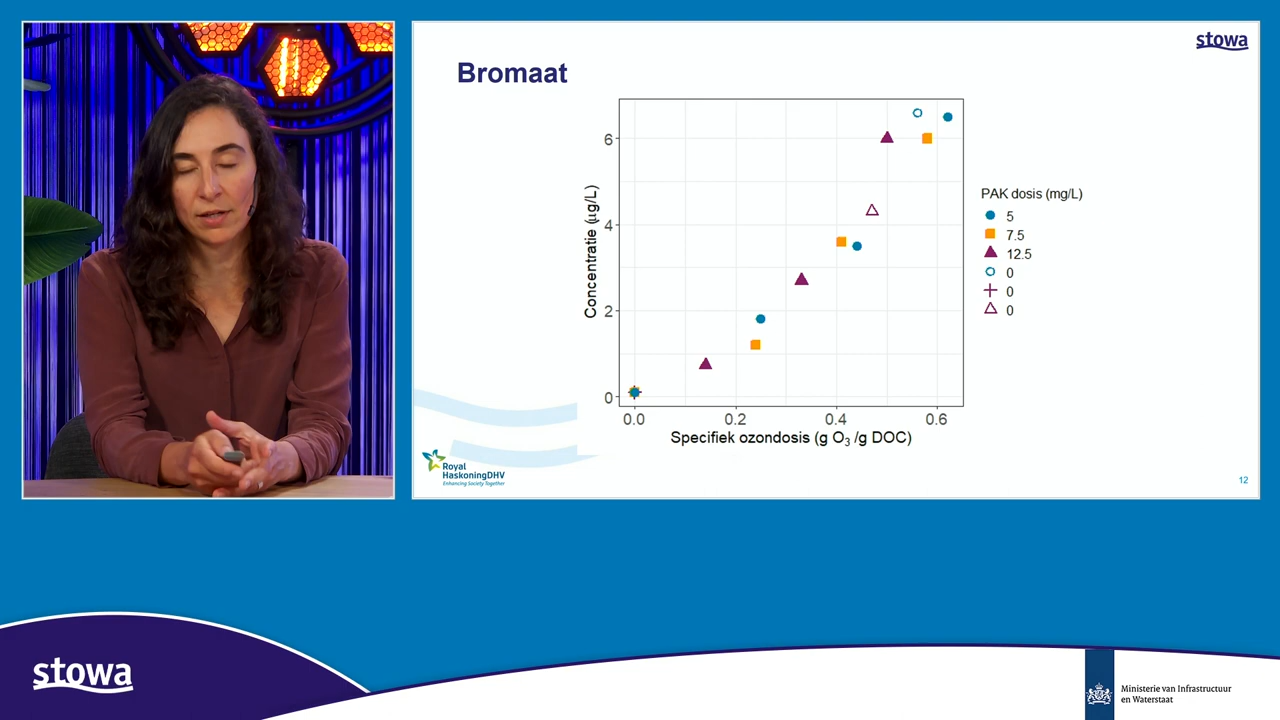 stowa
Bromaat
Concentratie (µg/L)
6
4
2
0
0.0 0.2 0.4 0.6
Specifiek ozondosis (g O₃ /g DOC)
PAK dosis (mg/L)
5
7.5
12.5
0
0
0
Royal
HaskoningDHV
Enhancing Society Together
12
stowa
Ministerie van Infrastructuur
en Waterstaat